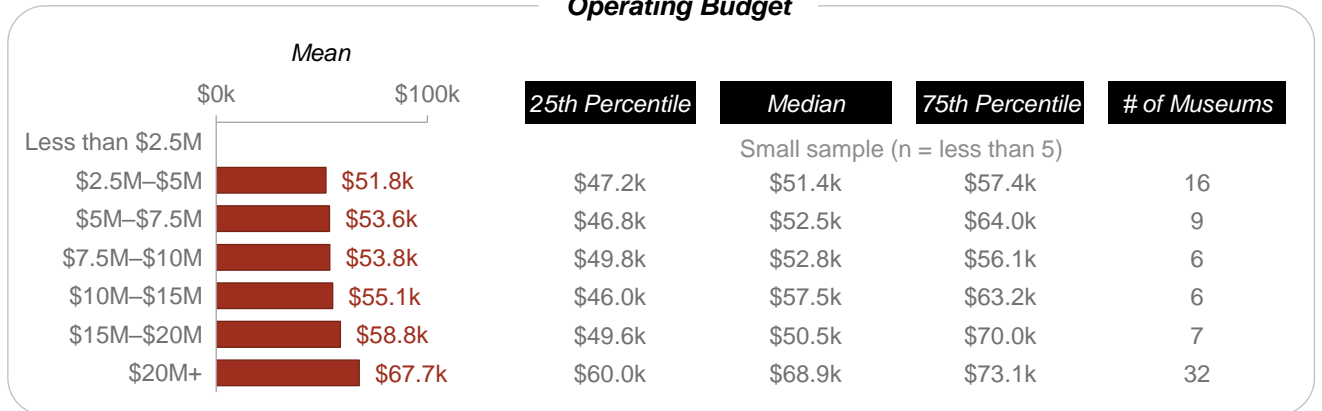 Operating Budget
Mean
$0k $100k 25th Percentile Median 75th Percentile # of Museums
Less than $2.5M Small sample (n = less than 5)
$2.5M–$5M $51.8k $47.2k $51.4k $57.4k 16
$5M–$7.5M $53.6k $46.8k $52.5k $64.0k 9
$7.5M–$10M $53.8k $49.8k $52.8k $56.1k 6
$10M–$15M $55.1k $46.0k $57.5k $63.2k 6
$15M–$20M $58.8k $49.6k $50.5k $70.0k 7
$20M+ $67.7k $60.0k $68.9k $73.1k 32